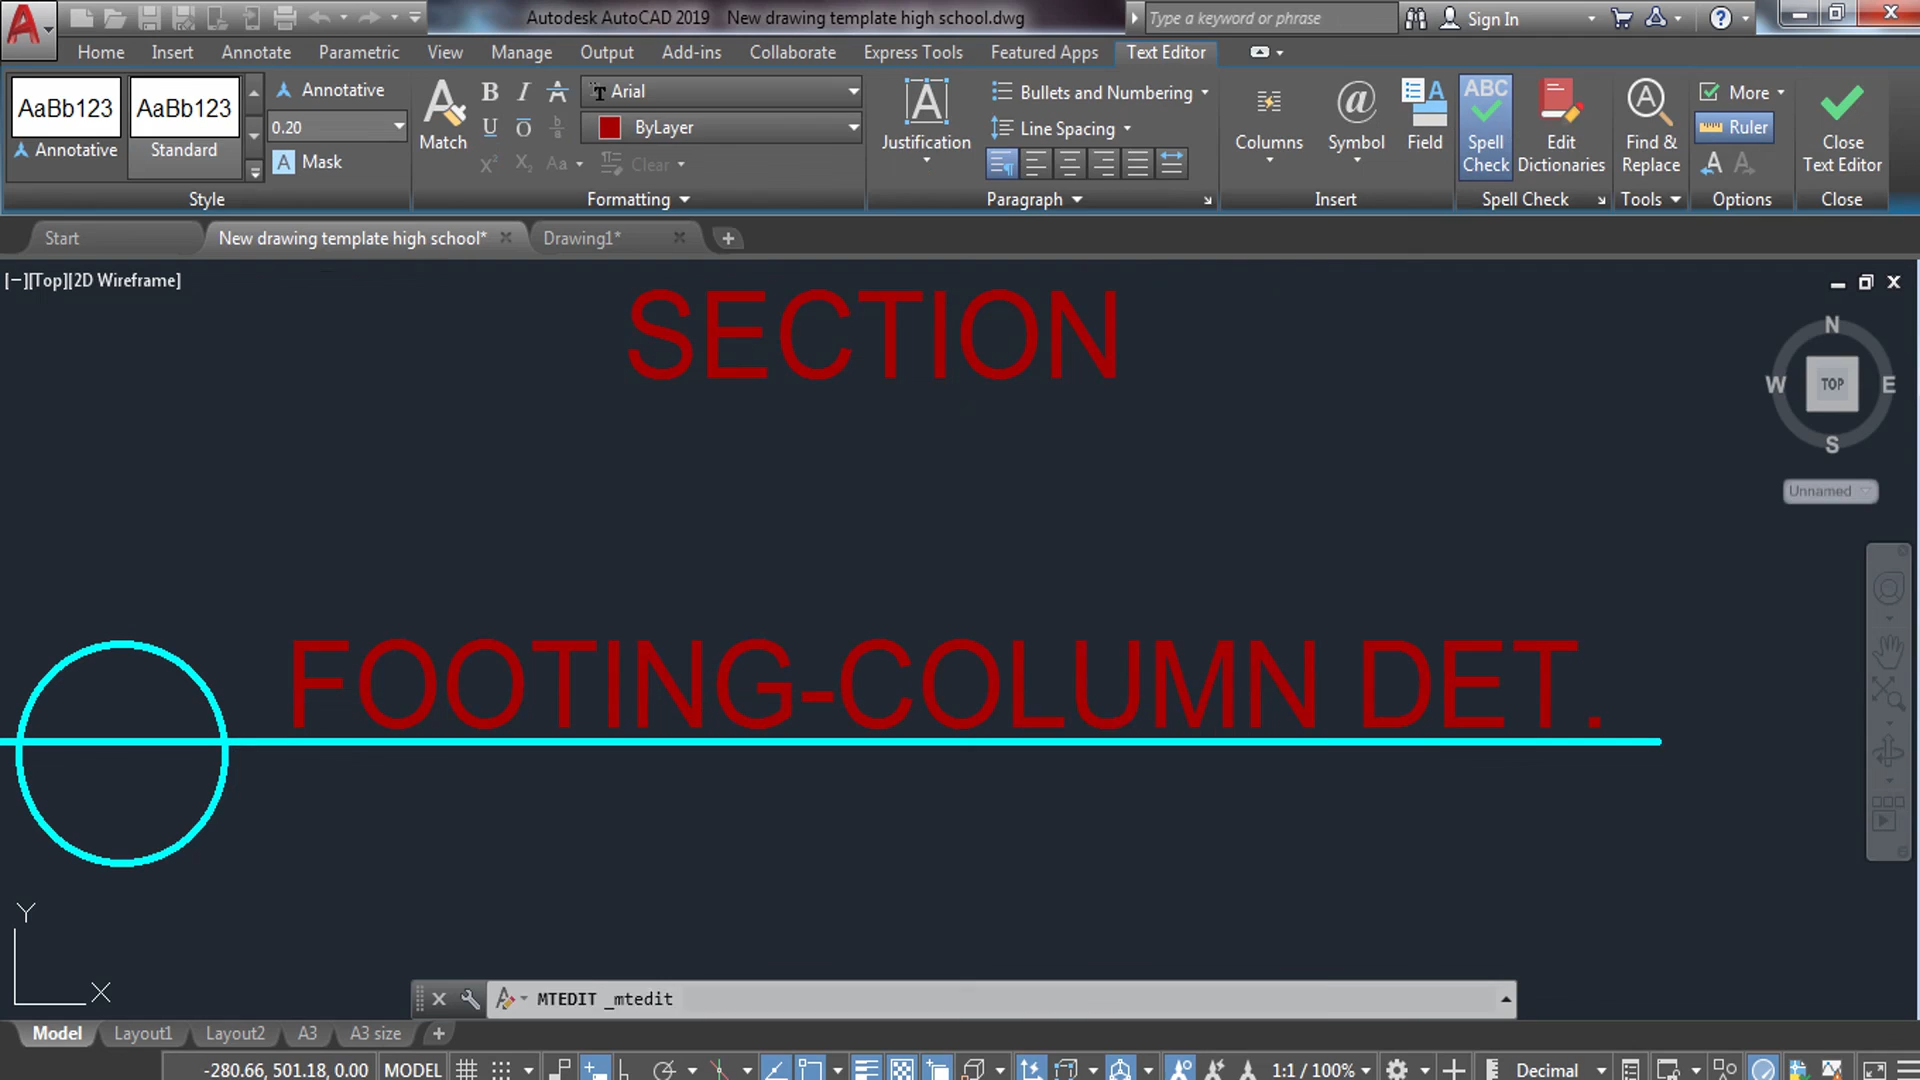 Autodesk AutoCAD 2019 New drawing template high school.dwg
Type a keyword or phrase
Sign In
Home Insert Annotate Parametric View Manage Output Add-ins Collaborate Express Tools Featured Apps Text Editor
AaBb123 AaBb123
Annotative Standard
Annotative
0.20
Mask
Style
Match
B I A
U O b/a
X² X₂ Aa Clear
Arial
ByLayer
Formatting
Justification
Bullets and Numbering
Line Spacing
Paragraph
Columns
Symbol
Field
Insert
ABC
Spell Check
Edit Dictionaries
Spell Check
Find & Replace
Tools
More
Ruler
Options
Close Text Editor
Close
Start New drawing template high school* Drawing1*
[−][Top][2D Wireframe]
SECTION
N
W TOP E
S
Unnamed
FOOTING-COLUMN DET.
Y
X
MTEDIT _mtedit
Model Layout1 Layout2 A3 A3 size +
-280.66, 501.18, 0.00 MODEL 1:1 / 100% Decimal